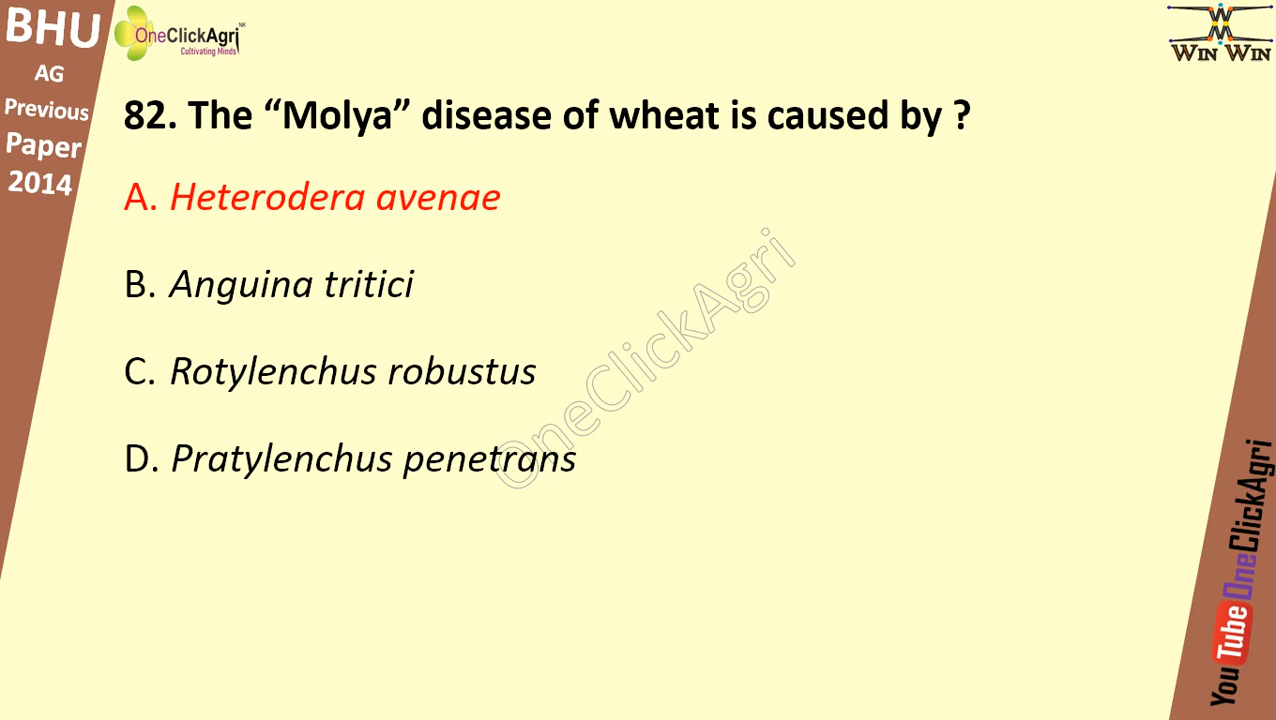 BHU
AG
Previous
Paper
2014
OneClickAgri NK
Cultivating Minds
WIN WIN
82. The “Molya” disease of wheat is caused by ?
A. Heterodera avenae
B. Anguina tritici
C. Rotylenchus robustus
D. Pratylenchus penetrans
OneClickAgri
YouTube OneClickAgri